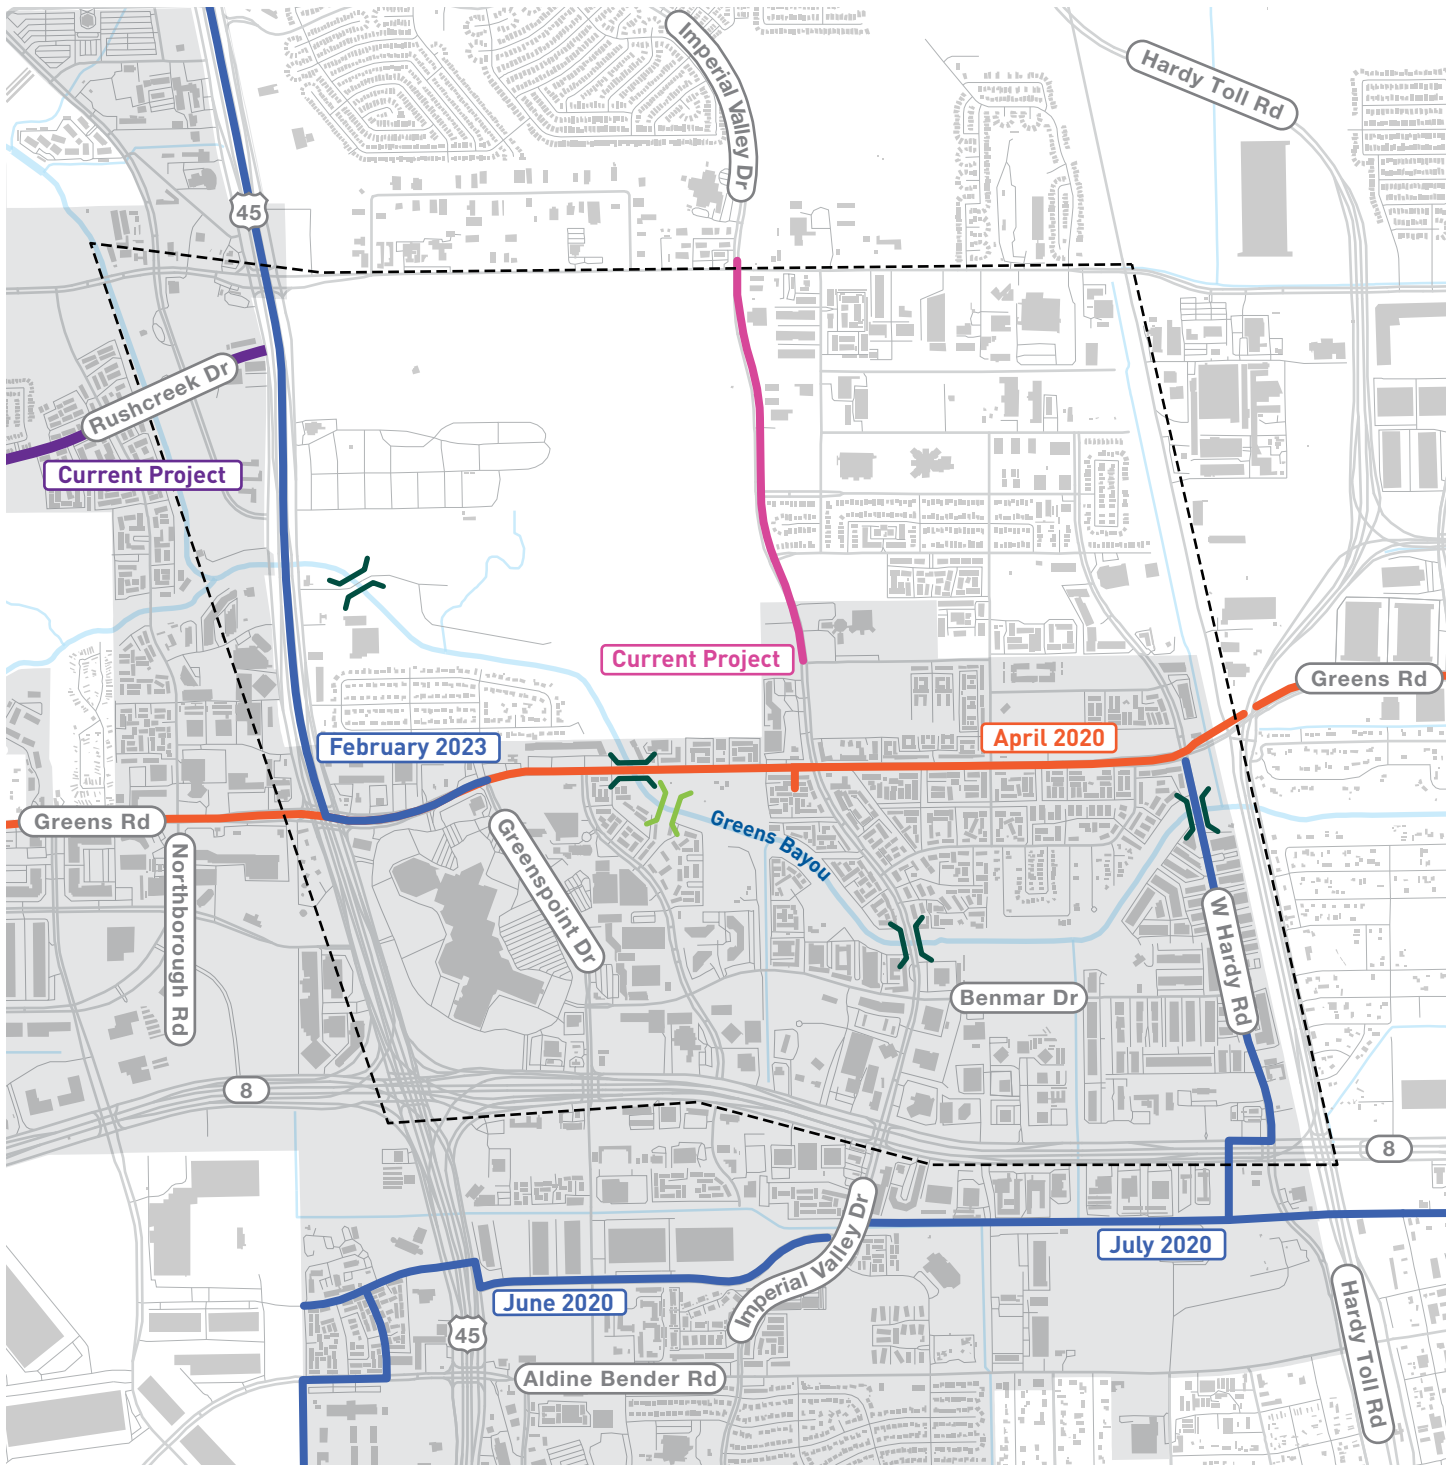 Imperial Valley Dr
Hardy Toll Rd
45
Rushcreek Dr
Current Project
Current Project
Greens Rd
April 2020
February 2023
Greens Rd
Greens Bayou
Greenspoint Dr
Northborough Rd
W Hardy Rd
Benmar Dr
8
8
Imperial Valley Dr
July 2020
June 2020
45
Hardy Toll Rd
Aldine Bender Rd